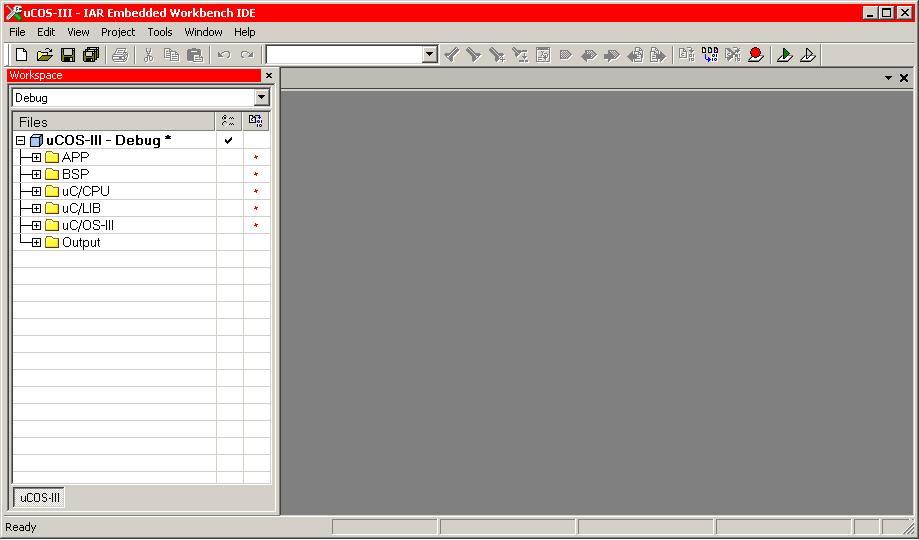 uCOS-III - IAR Embedded Workbench IDE
File Edit View Project Tools Window Help
Workspace
Debug
Files
uCOS-III - Debug *
APP
BSP
uC/CPU
uC/LIB
uC/OS-III
Output
uCOS-III
Ready